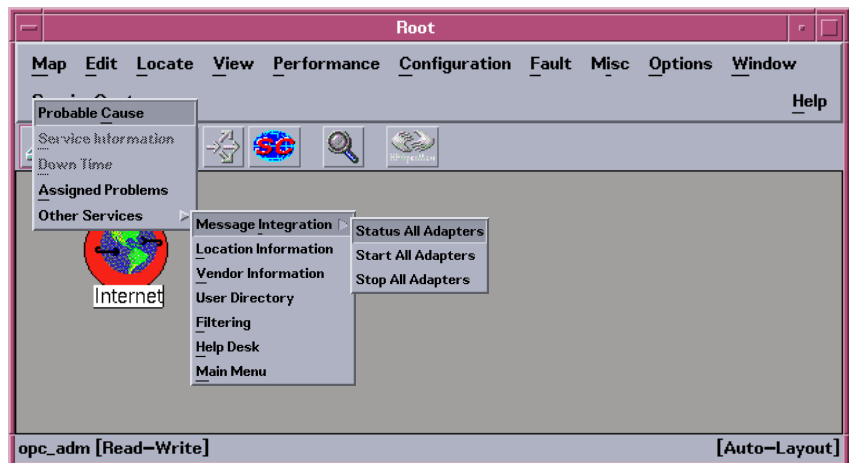 Root
Map Edit Locate View Performance Configuration Fault Misc Options Window
Help
Probable Cause
Service Information
Down Time
Assigned Problems
Other Services
SC
Message Integration
Location Information
Vendor Information
User Directory
Filtering
Help Desk
Main Menu
Status All Adapters
Start All Adapters
Stop All Adapters
Internet
opc_adm [Read-Write]
[Auto-Layout]